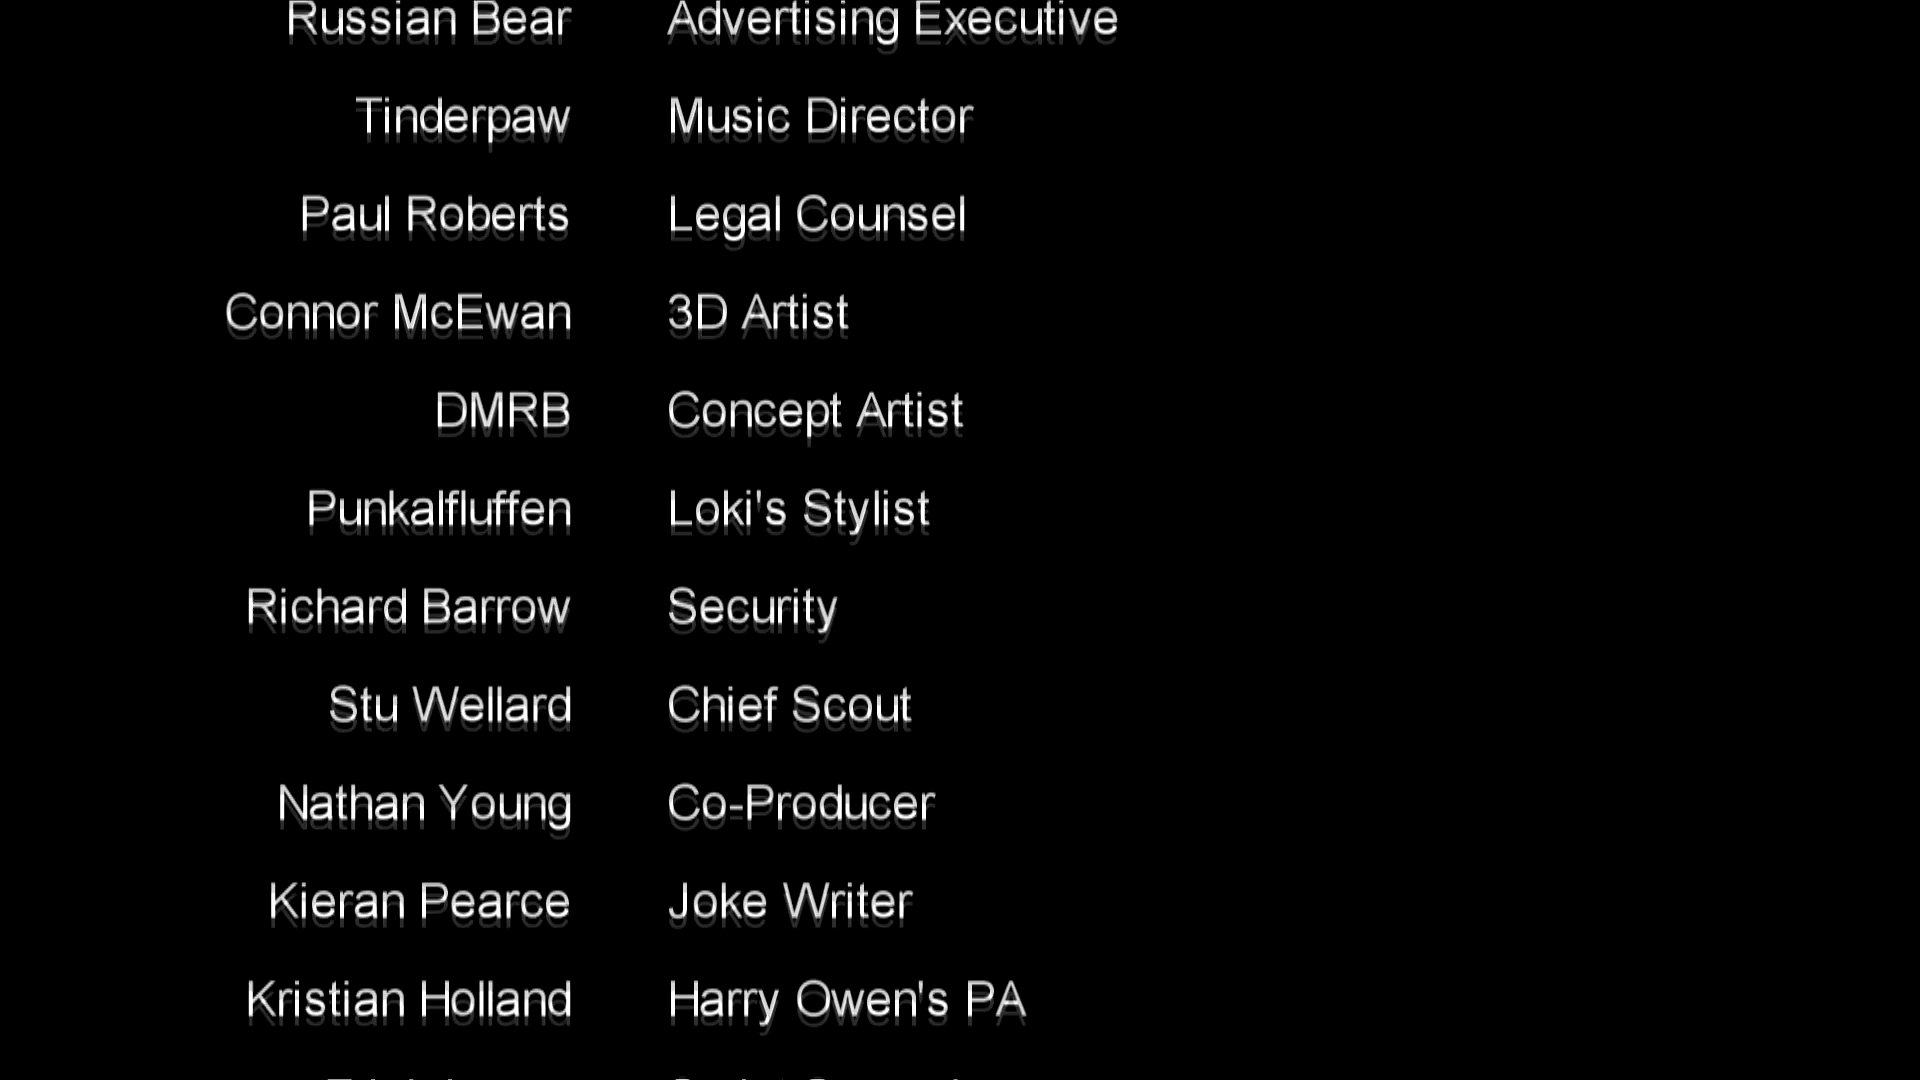 Russian Bear Advertising Executive
Tinderpaw Music Director
Paul Roberts Legal Counsel
Connor McEwan 3D Artist
DMRB Concept Artist
Punkalfluffen Loki's Stylist
Richard Barrow Security
Stu Wellard Chief Scout
Nathan Young Co-Producer
Kieran Pearce Joke Writer
Kristian Holland Harry Owen's PA